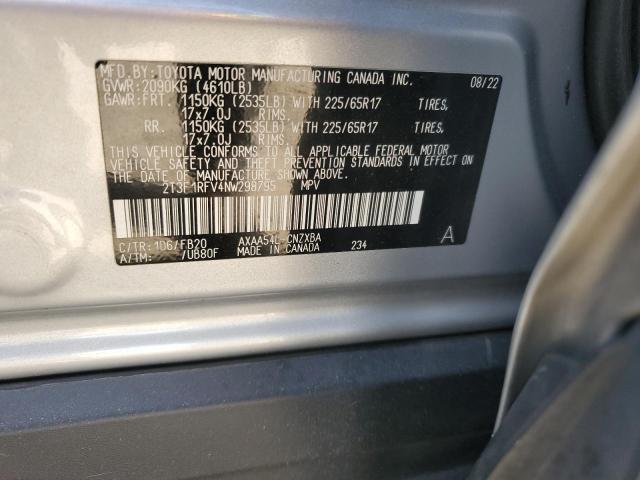 MFD. BY: TOYOTA MOTOR MANUFACTURING CANADA INC. 08/22
GVWR: 2090KG (4610LB)
GAWR: FRT. 1150KG (2535LB) WITH 225/65R17 TIRES,
17x7.0J RIMS.
RR. 1150KG (2535LB) WITH 225/65R17 TIRES,
17x7.0J RIMS.
THIS VEHICLE CONFORMS TO ALL APPLICABLE FEDERAL MOTOR
VEHICLE SAFETY AND THEFT PREVENTION STANDARDS IN EFFECT ON
THE DATE OF MANUFACTURE SHOWN ABOVE.
2T3F1RFV4NW298795 MPV
C/TR: 1D6/FB20 AXAA54L-CNZXBA 234 A
A/TM: /UB80F MADE IN CANADA